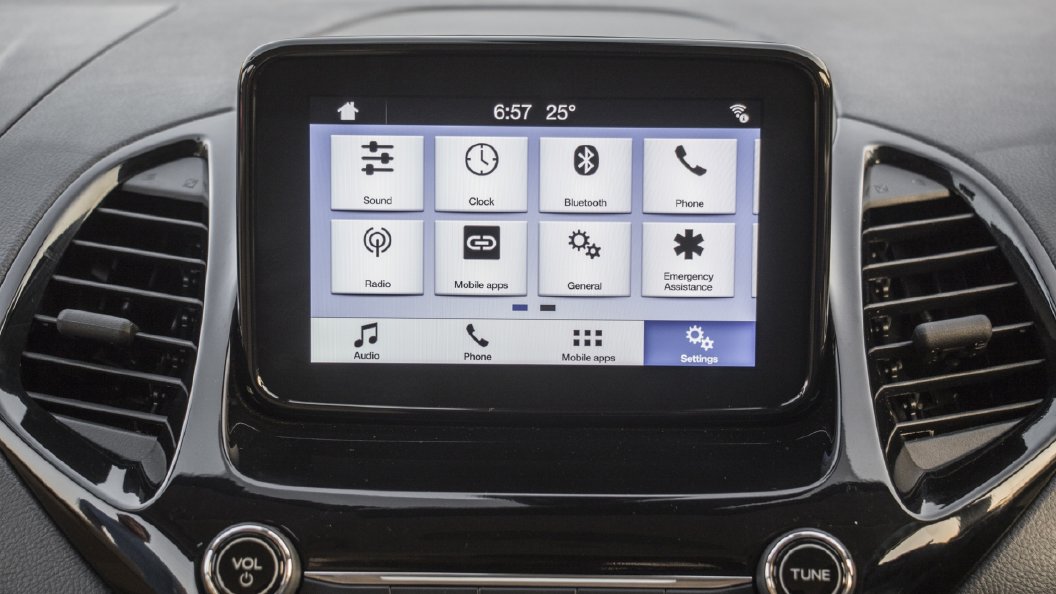 6:57 25°
Sound
Clock
Bluetooth
Phone
Radio
Mobile apps
General
Emergency
Assistance
Audio
Phone
Mobile apps
Settings
VOL
TUNE